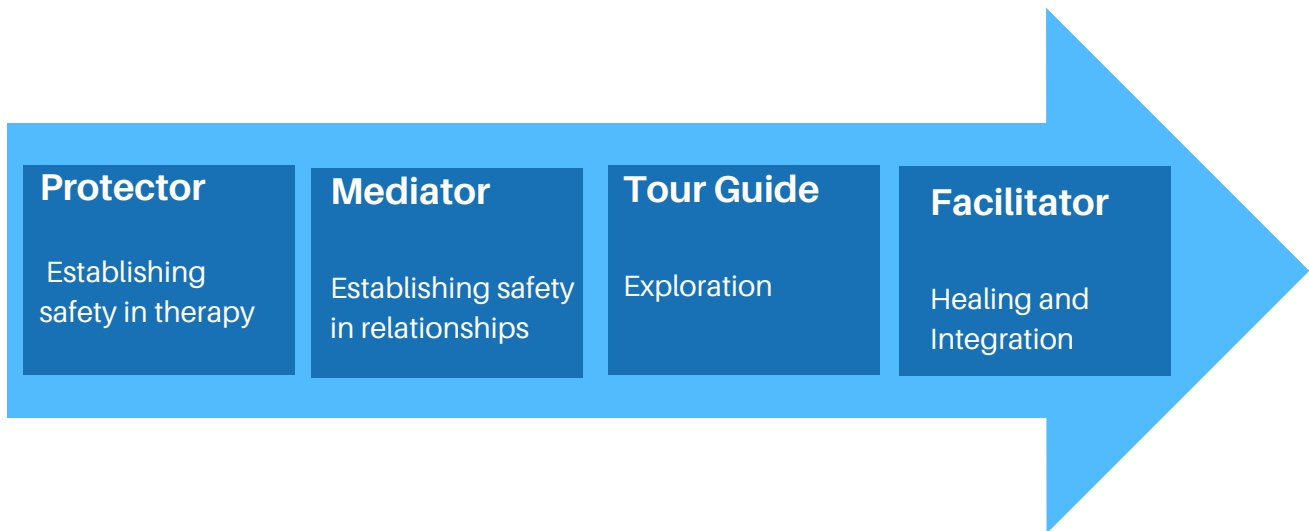 Protector
Establishing
safety in therapy
Mediator
Establishing safety
in relationships
Tour Guide
Exploration
Facilitator
Healing and
Integration